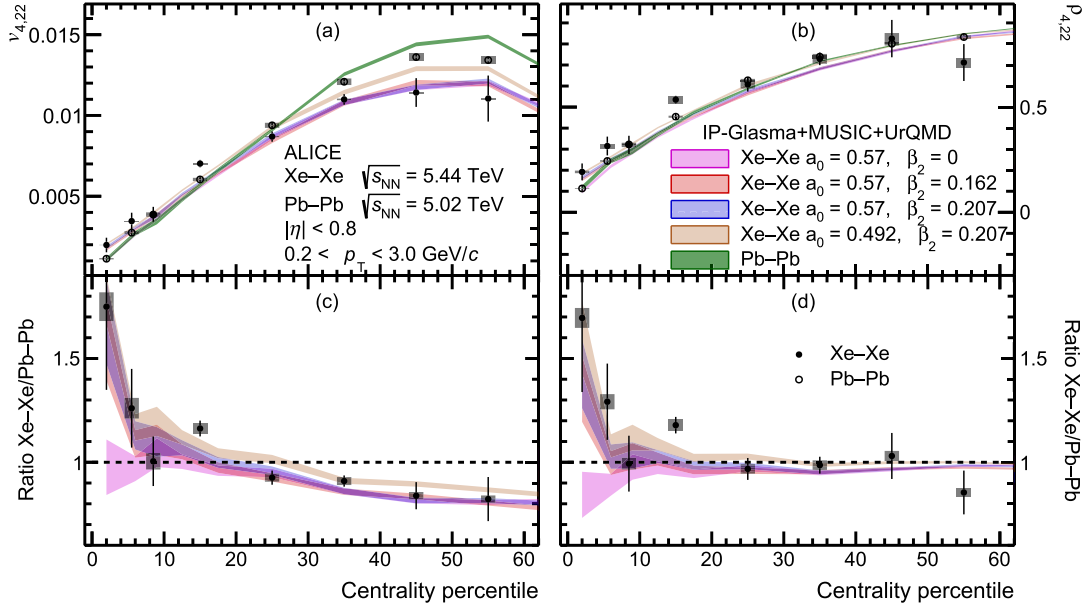 v4,22
ρ4,22
0.015
0.01
0.005
(a)
ALICE
Xe–Xe √sNN = 5.44 TeV
Pb–Pb √sNN = 5.02 TeV
|η| < 0.8
0.2 < pT < 3.0 GeV/c
(b)
0.5
0
IP-Glasma+MUSIC+UrQMD
Xe–Xe a0 = 0.57, β2 = 0
Xe–Xe a0 = 0.57, β2 = 0.162
Xe–Xe a0 = 0.57, β2 = 0.207
Xe–Xe a0 = 0.492, β2 = 0.207
Pb–Pb
Ratio Xe–Xe/Pb–Pb
1.5
1
(c)
0 10 20 30 40 50 60
Centrality percentile
(d)
Xe–Xe
Pb–Pb
1.5
1
Ratio Xe–Xe/Pb–Pb
0 10 20 30 40 50 60
Centrality percentile